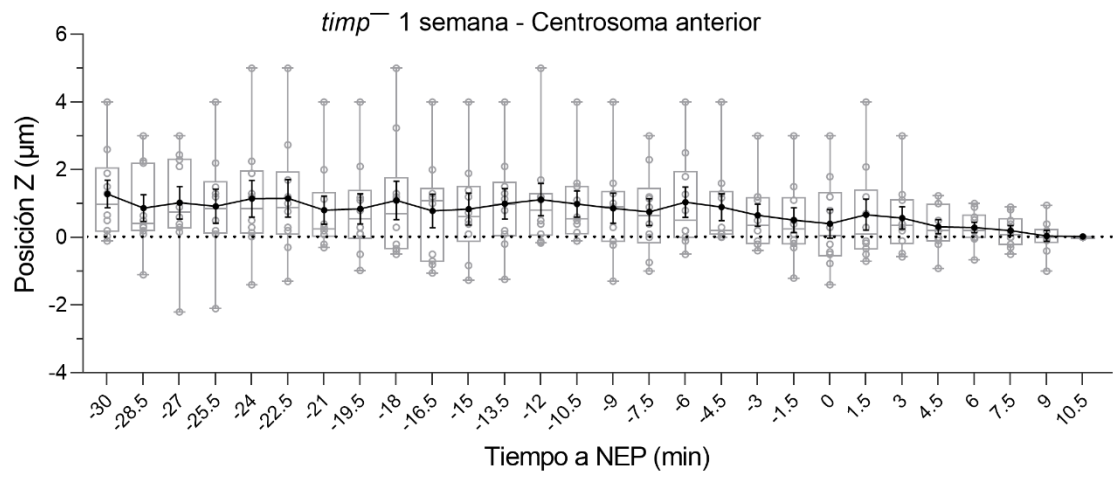 timp⁻ 1 semana - Centrosoma anterior
Posición Z (µm)
6
4
2
0
-2
-4
-30 -28.5 -27 -25.5 -24 -22.5 -21 -19.5 -18 -16.5 -15 -13.5 -12 -10.5 -9 -7.5 -6 -4.5 -3 -1.5 0 1.5 3 4.5 6 7.5 9 10.5
Tiempo a NEP (min)